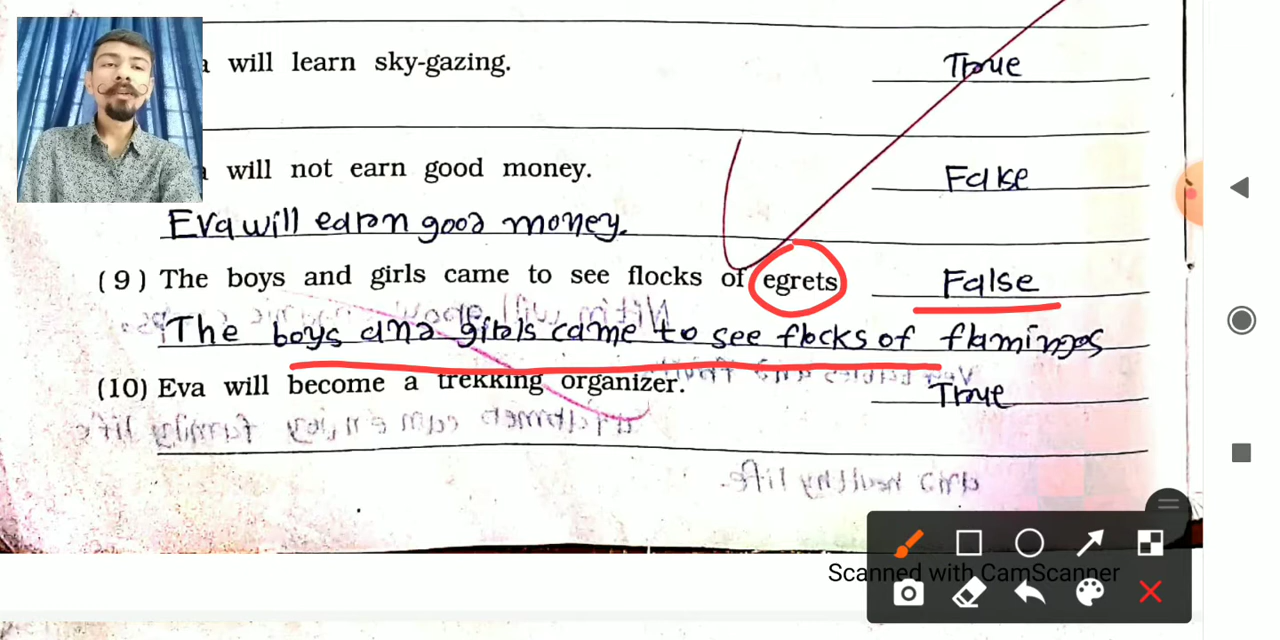 a will learn sky-gazing. True
will not earn good money. False
Eva will earn good money.
(9) The boys and girls came to see flocks of egrets False
The boys and girls came to see flocks of flamingos
(10) Eva will become a trekking organizer. True
Scanned with CamScanner